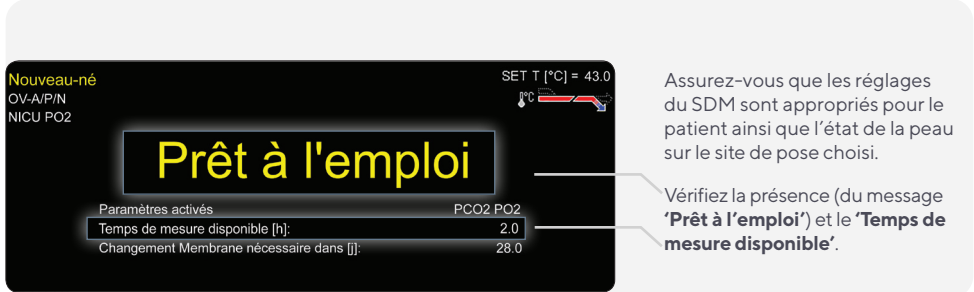 Nouveau-né
OV-A/P/N
NICU PO2
SET T [°C] = 43.0
°C
Prêt à l'emploi
Paramètres activés PCO2 PO2
Temps de mesure disponible [h]: 2.0
Changement Membrane nécessaire dans [j]: 28.0
Assurez-vous que les réglages
du SDM sont appropriés pour le
patient ainsi que l’état de la peau
sur le site de pose choisi.
Vérifiez la présence (du message
‘Prêt à l’emploi’) et le ‘Temps de
mesure disponible’.